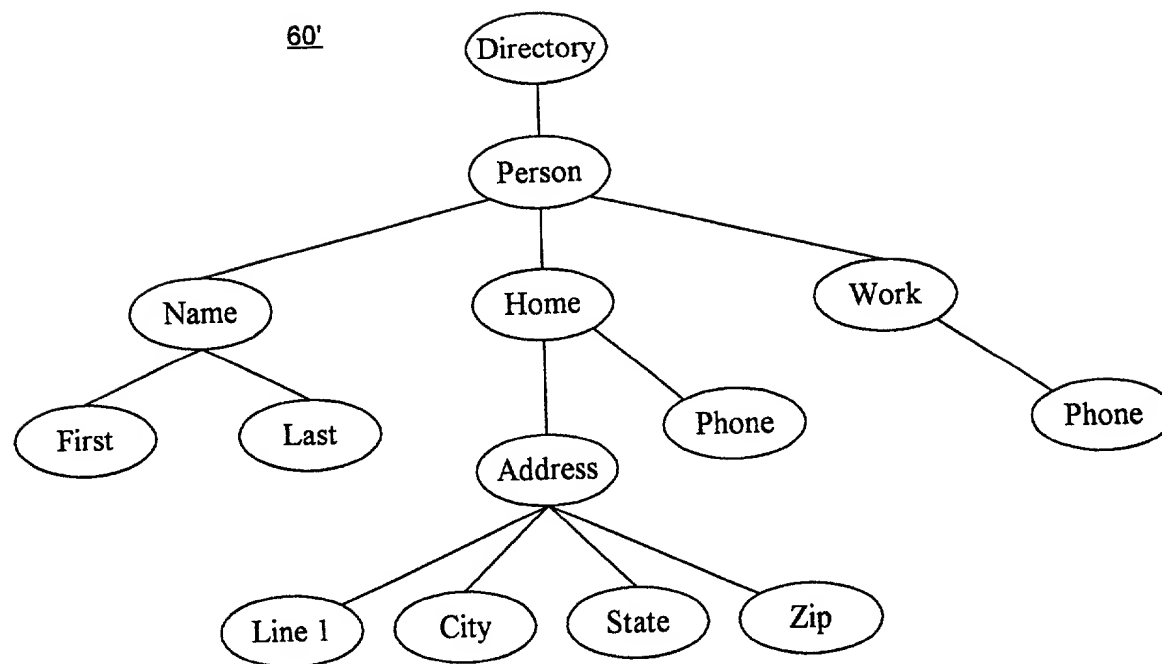 60'
Directory
Person
Name
Home
Work
First
Last
Address
Phone
Phone
Line 1
City
State
Zip